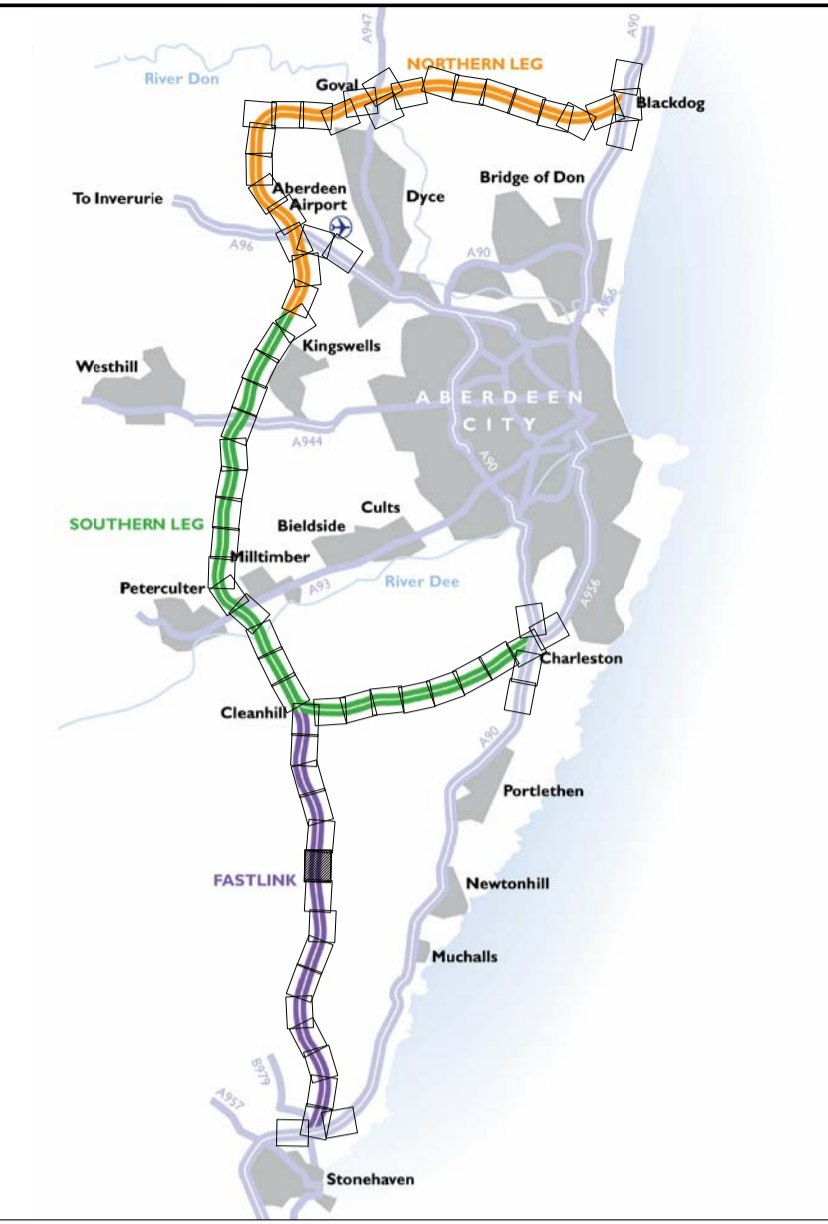 A947
A90
NORTHERN LEG
River Don
Goval
Blackdog
Aberdeen
Airport
Dyce
Bridge of Don
To Inverurie
A96
A90
A956
Kingswells
Westhill
ABERDEEN
CITY
A944
A90
Cults
SOUTHERN LEG
Bieldside
Milltimber
Peterculter
A93
River Dee
A956
Charleston
Cleanhill
A90
Portlethen
FASTLINK
Newtonhill
Muchalls
B979
A957
Stonehaven